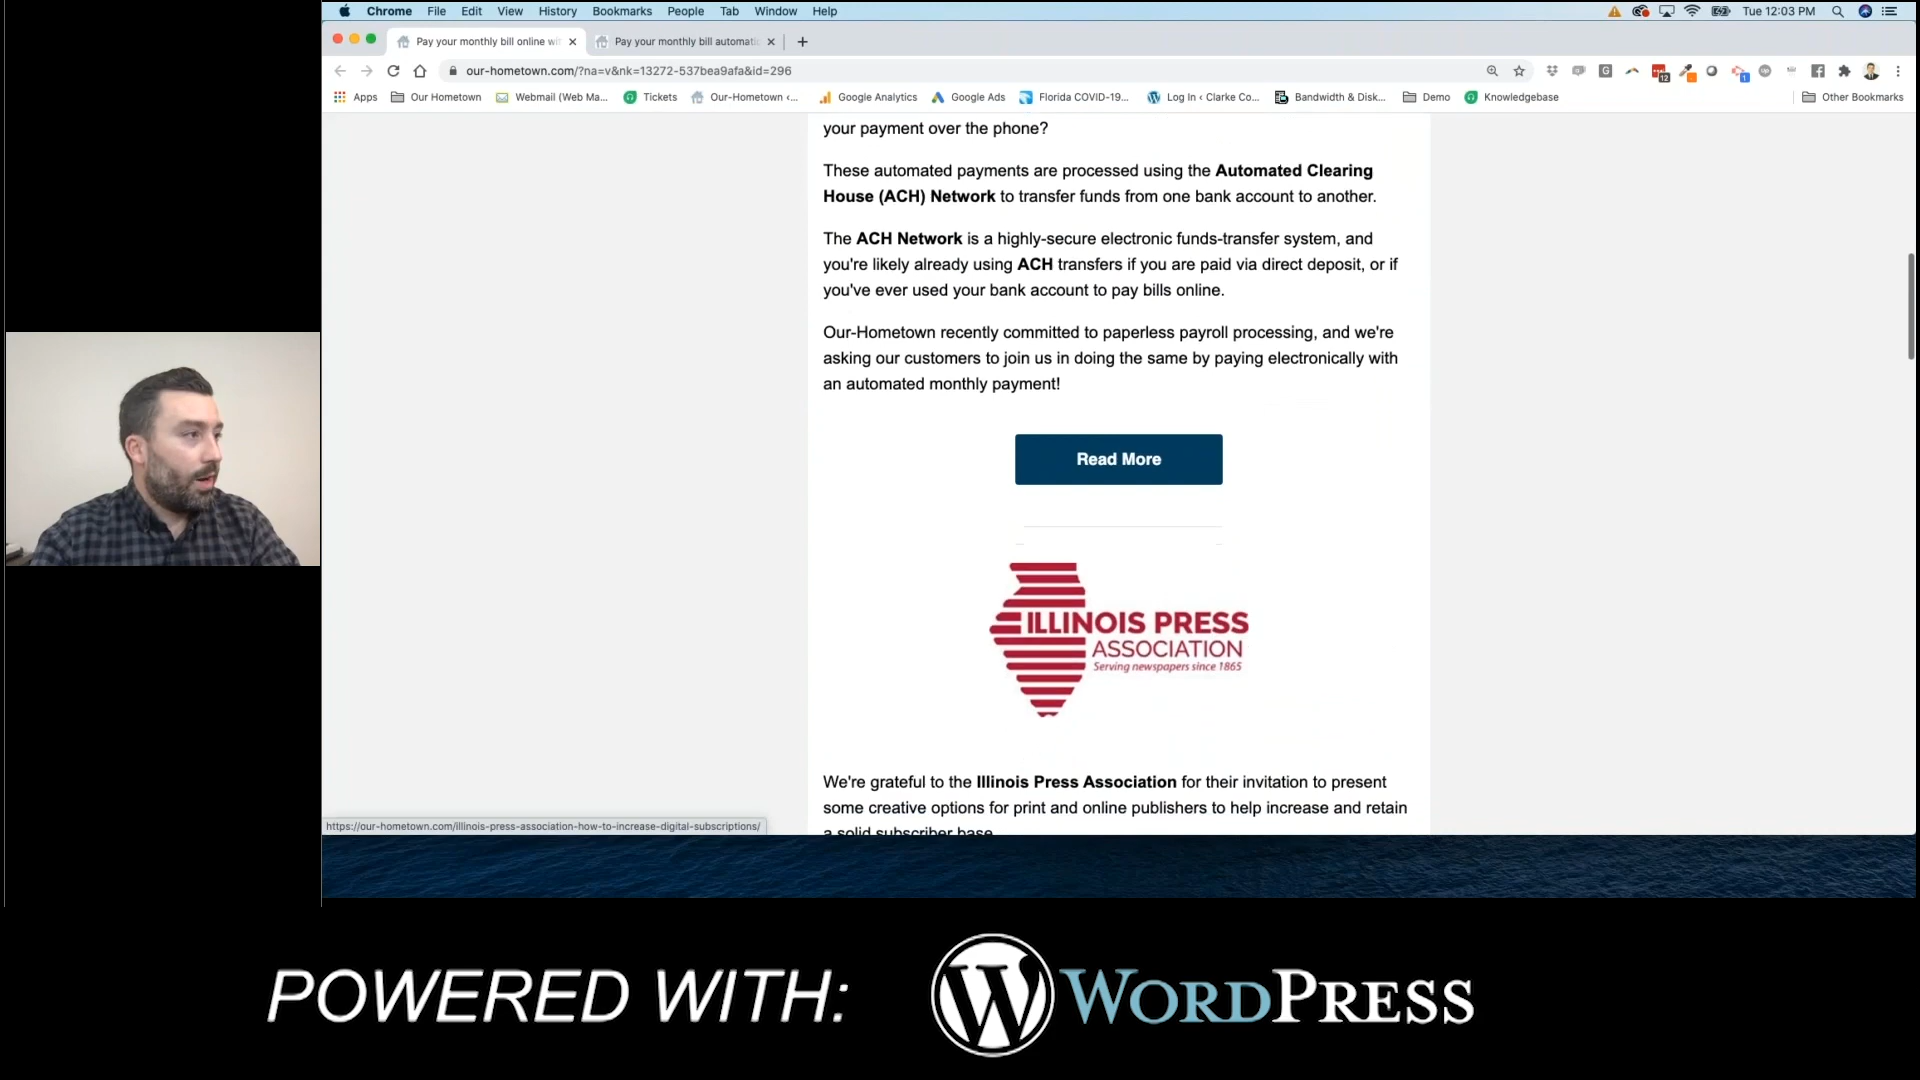 Chrome File Edit View History Bookmarks People Tab Window Help
Tue 12:03 PM
Pay your monthly bill online wi
Pay your monthly bill automatic
our-hometown.com/?na=v&nk=13272-537bea9afa&id=296
Apps Our Hometown Webmail (Web Ma... Tickets Our-Hometown ‹... Google Analytics Google Ads Florida COVID-19... Log In ‹ Clarke Co... Bandwidth & Disk... Demo Knowledgebase Other Bookmarks
your payment over the phone?
These automated payments are processed using the Automated Clearing
House (ACH) Network to transfer funds from one bank account to another.
The ACH Network is a highly-secure electronic funds-transfer system, and
you're likely already using ACH transfers if you are paid via direct deposit, or if
you've ever used your bank account to pay bills online.
Our-Hometown recently committed to paperless payroll processing, and we're
asking our customers to join us in doing the same by paying electronically with
an automated monthly payment!
Read More
ILLINOIS PRESS
ASSOCIATION
Serving newspapers since 1865
We're grateful to the Illinois Press Association for their invitation to present
some creative options for print and online publishers to help increase and retain
a solid subscriber base
https://our-hometown.com/illinois-press-association-how-to-increase-digital-subscriptions/
POWERED WITH:
WORDPRESS